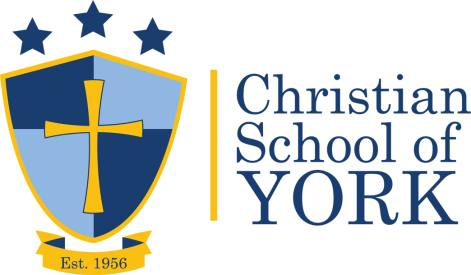 Christian
School of
YORK
Est. 1956